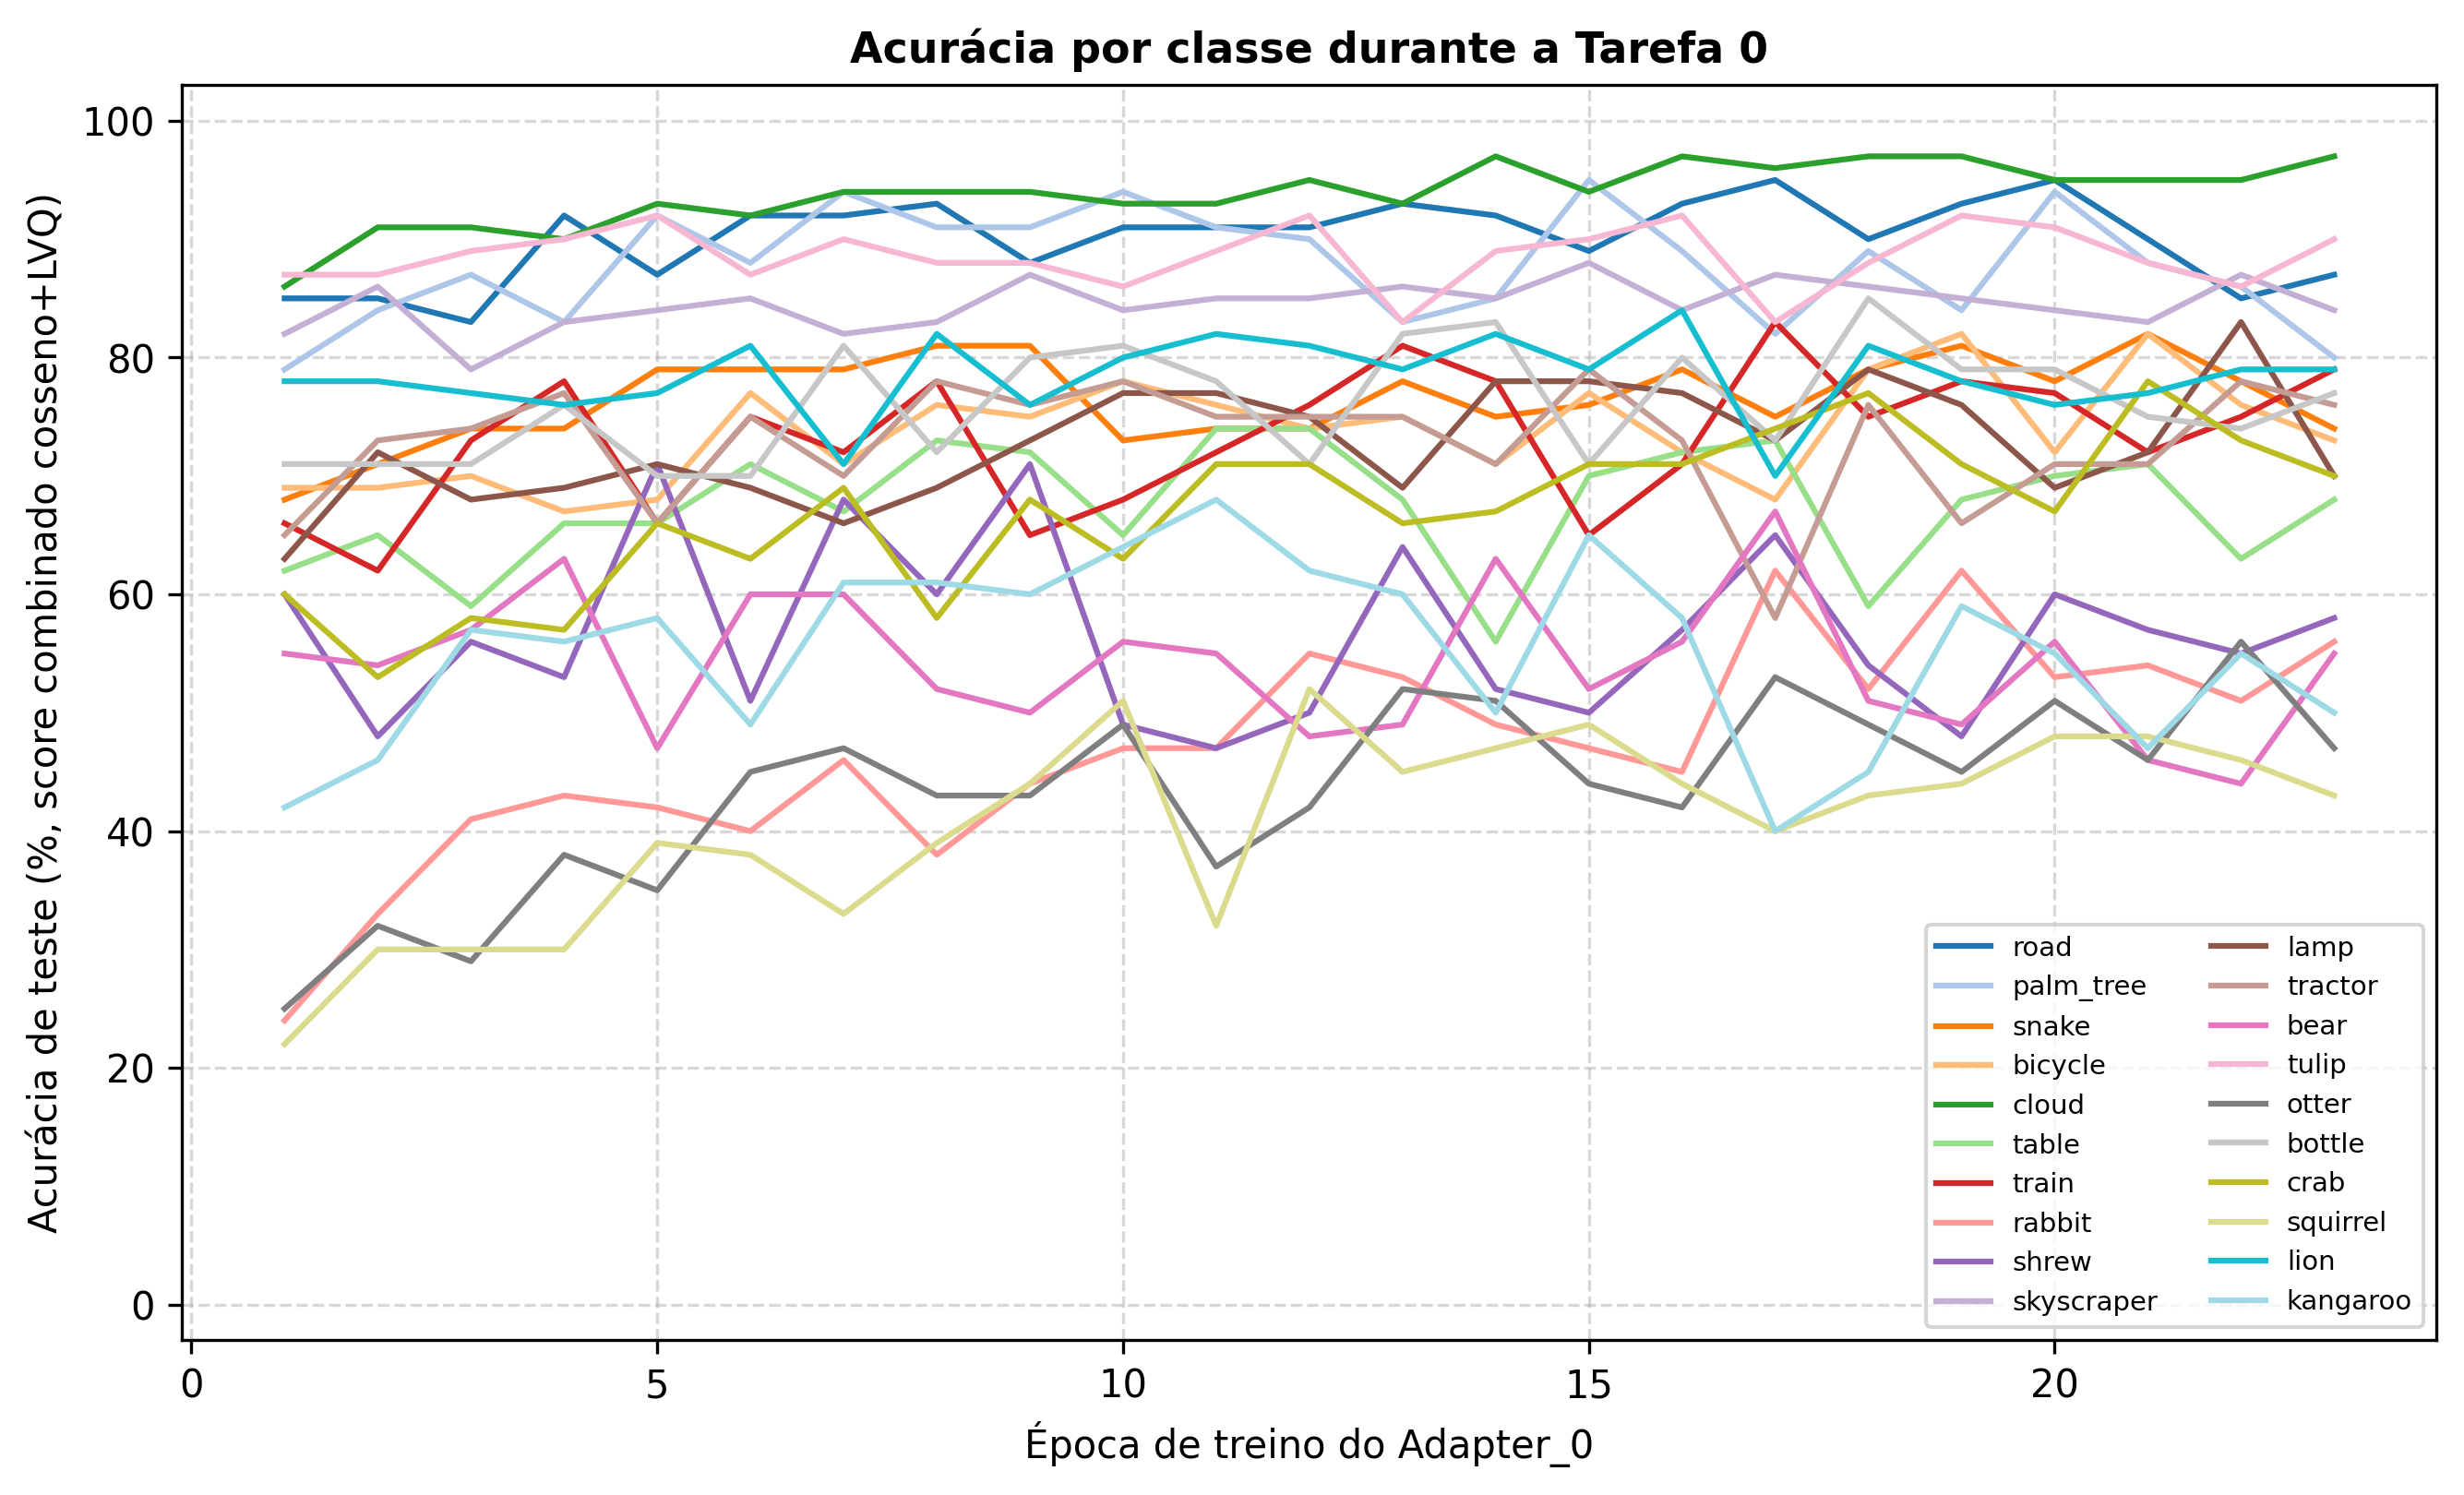 Acurácia por classe durante a Tarefa 0
Acurácia de teste (%, score combinado cosseno+LVQ)
100
80
60
40
20
0
0 5 10 15 20
Época de treino do Adapter_0
road
palm_tree
snake
bicycle
cloud
table
train
rabbit
shrew
skyscraper
lamp
tractor
bear
tulip
otter
bottle
crab
squirrel
lion
kangaroo